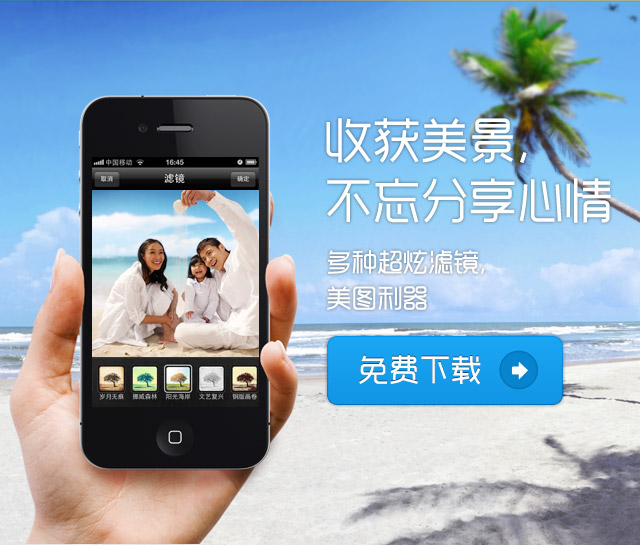 中国移动 16:45
取消 滤镜 确定
收获美景,
不忘分享心情
多种超炫滤镜,
美图利器
免费下载
岁月无痕 挪威森林 阳光海岸 文艺复兴 铜版画卷